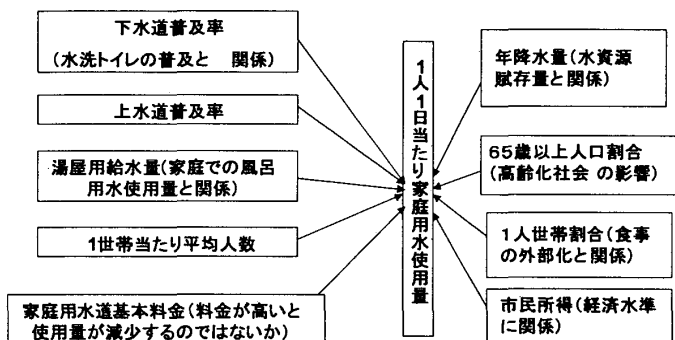 下水道普及率
(水洗トイレの普及と 関係)
上水道普及率
湯屋用給水量(家庭での風呂
用水使用量と関係)
1世帯当たり平均人数
家庭用水道基本料金(料金が高いと
使用量が減少するのではないか)
1人1日当たり家庭用水使用量
年降水量(水資源
賦存量と関係)
65歳以上人口割合
(高齢化社会 の影響)
1人世帯割合(食事
の外部化と関係)
市民所得(経済水準
に関係)